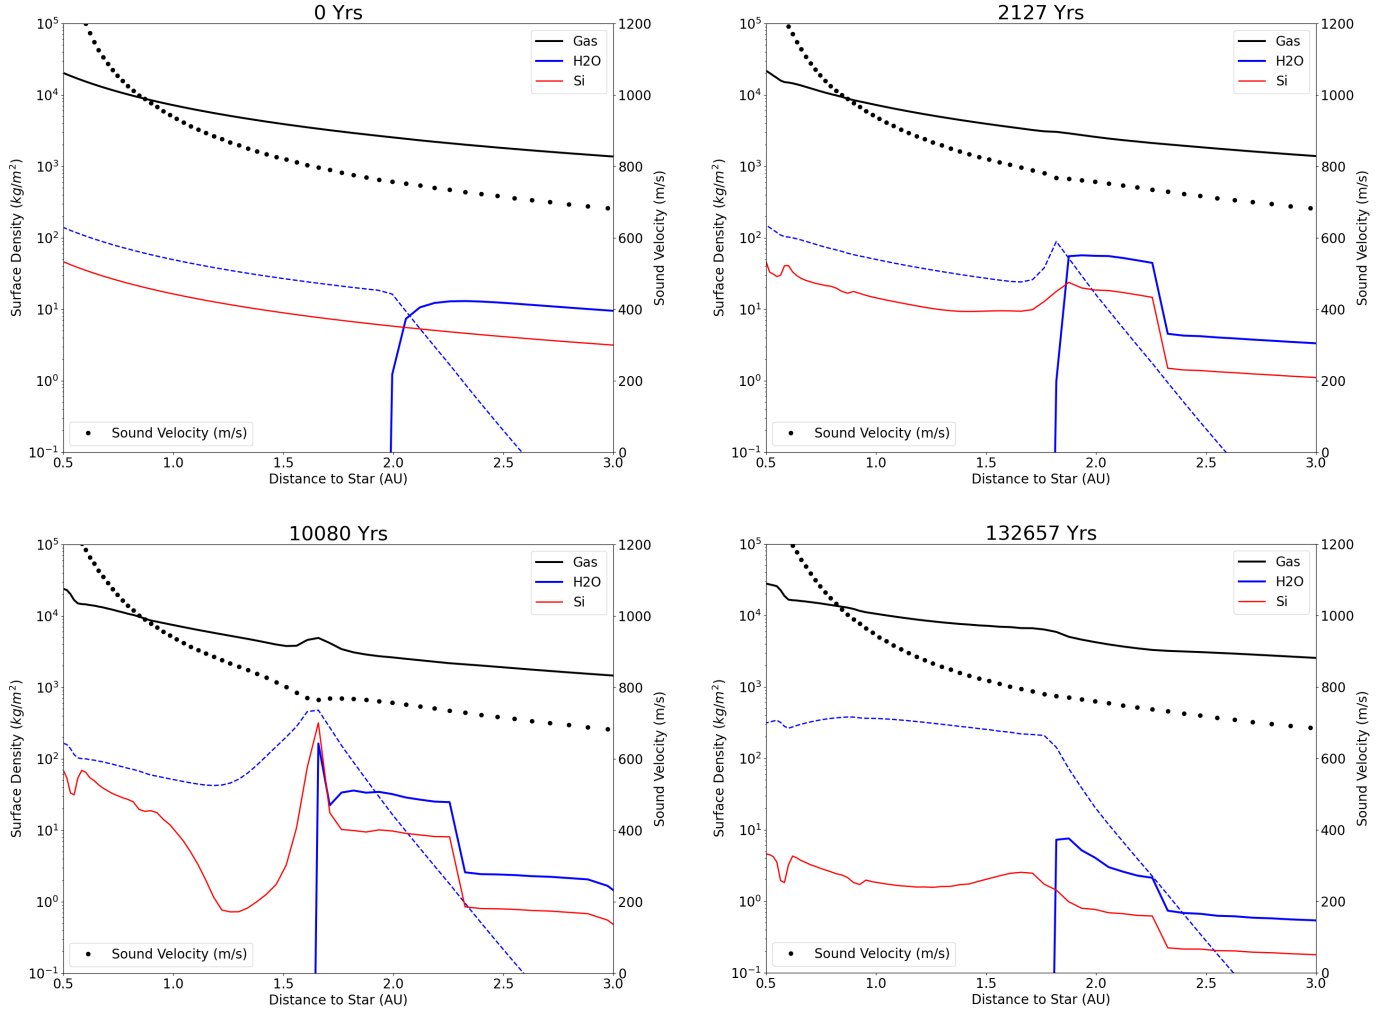 0 Yrs
10^5
10^4
10^3
10^2
10^1
10^0
10^−1
Surface Density (kg/m^2)
1200
1000
800
600
400
200
0
Sound Velocity (m/s)
Gas
H2O
Si
Sound Velocity (m/s)
0.5 1.0 1.5 2.0 2.5 3.0
Distance to Star (AU)
2127 Yrs
10^5
10^4
10^3
10^2
10^1
10^0
10^−1
Surface Density (kg/m^2)
1200
1000
800
600
400
200
0
Sound Velocity (m/s)
Gas
H2O
Si
Sound Velocity (m/s)
0.5 1.0 1.5 2.0 2.5 3.0
Distance to Star (AU)
10080 Yrs
10^5
10^4
10^3
10^2
10^1
10^0
10^−1
Surface Density (kg/m^2)
1200
1000
800
600
400
200
0
Sound Velocity (m/s)
Gas
H2O
Si
Sound Velocity (m/s)
0.5 1.0 1.5 2.0 2.5 3.0
Distance to Star (AU)
132657 Yrs
10^5
10^4
10^3
10^2
10^1
10^0
10^−1
Surface Density (kg/m^2)
1200
1000
800
600
400
200
0
Sound Velocity (m/s)
Gas
H2O
Si
Sound Velocity (m/s)
0.5 1.0 1.5 2.0 2.5 3.0
Distance to Star (AU)